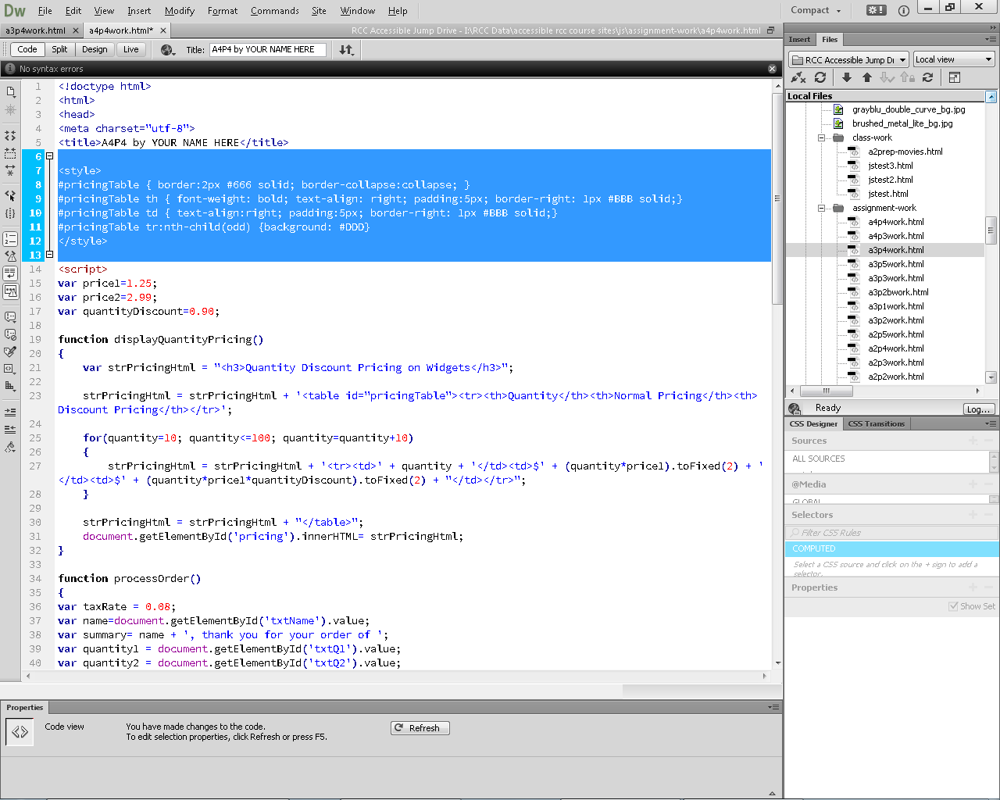 Dw File Edit View Insert Modify Format Commands Site Window Help Compact
a3p4work.html a4p4work.html* RCC Accessible Jump Drive - I:\RCC Data\accessible rcc course sites\js\assignment-work\a4p4work.html
Code Split Design Live Title: A4P4 by YOUR NAME HERE
No syntax errors
1 <!doctype html>
2 <html>
3 <head>
4 <meta charset="utf-8">
5 <title>A4P4 by YOUR NAME HERE</title>
6
7 <style>
8 #pricingTable { border:2px #666 solid; border-collapse:collapse; }
9 #pricingTable th { font-weight: bold; text-align: right; padding:5px; border-right: 1px #BBB solid;}
10 #pricingTable td { text-align:right; padding:5px; border-right: 1px #BBB solid;}
11 #pricingTable tr:nth-child(odd) {background: #DDD}
12 </style>
13
14 <script>
15 var price1=1.25;
16 var price2=2.99;
17 var quantityDiscount=0.90;
18
19 function displayQuantityPricing()
20 {
21 var strPricingHtml = "<h3>Quantity Discount Pricing on Widgets</h3>";
22
23 strPricingHtml = strPricingHtml + '<table id="pricingTable"><tr><th>Quantity</th><th>Normal Pricing</th><th>
Discount Pricing</th></tr>';
24
25 for(quantity=10; quantity<=100; quantity=quantity+10)
26 {
27 strPricingHtml = strPricingHtml + '<tr><td>' + quantity + '</td><td>$' + (quantity*price1).toFixed(2) + '
</td><td>$' + (quantity*price1*quantityDiscount).toFixed(2) + "</td></tr>";
28 }
29
30 strPricingHtml = strPricingHtml + "</table>";
31 document.getElementById('pricing').innerHTML= strPricingHtml;
32 }
33
34 function processOrder()
35 {
36 var taxRate = 0.08;
37 var name=document.getElementById('txtName').value;
38 var summary= name + ', thank you for your order of ';
39 var quantity1 = document.getElementById('txtQ1').value;
40 var quantity2 = document.getElementById('txtQ2').value;
Properties
Code view
You have made changes to the code.
To edit selection properties, click Refresh or press F5.
Refresh
Insert Files
RCC Accessible Jump Dr Local view
Local Files
grayblu_double_curve_bg.jpg
brushed_metal_lite_bg.jpg
class-work
a2prep-movies.html
jstest3.html
jstest2.html
jstest.html
assignment-work
a4p4work.html
a4p3work.html
a3p4work.html
a3p5work.html
a3p3work.html
a3p2bwork.html
a3p1work.html
a3p2work.html
a2p5work.html
a2p4work.html
a2p3work.html
a2p2work.html
Ready Log...
CSS Designer CSS Transitions
Sources
ALL SOURCES
@Media
GLOBAL
Selectors
Filter CSS Rules
COMPUTED
Select a CSS source and click on the + sign to add a
selector.
Properties
Show Set